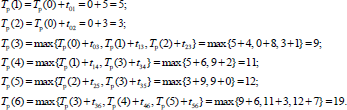 T_p(1) = T_p(0) + t_01 = 0+5 = 5;
T_p(2) = T_p(0) + t_02 = 0+3 = 3;
T_p(3) = max{T_p(0) + t_03, T_p(1) + t_13, T_p(2) + t_23} = max{5+4, 0+8, 3+1} = 9;
T_p(4) = max{T_p(1) + t_14, T_p(3) + t_34} = max{5+6, 9+2} = 11;
T_p(5) = max{T_p(2) + t_25, T_p(3) + t_35} = max{3+9, 9+0} = 12;
T_p(6) = max{T_p(3) + t_36, T_p(4) + t_46, T_p(5) + t_56} = max{9+6, 11+3, 12+7} = 19.